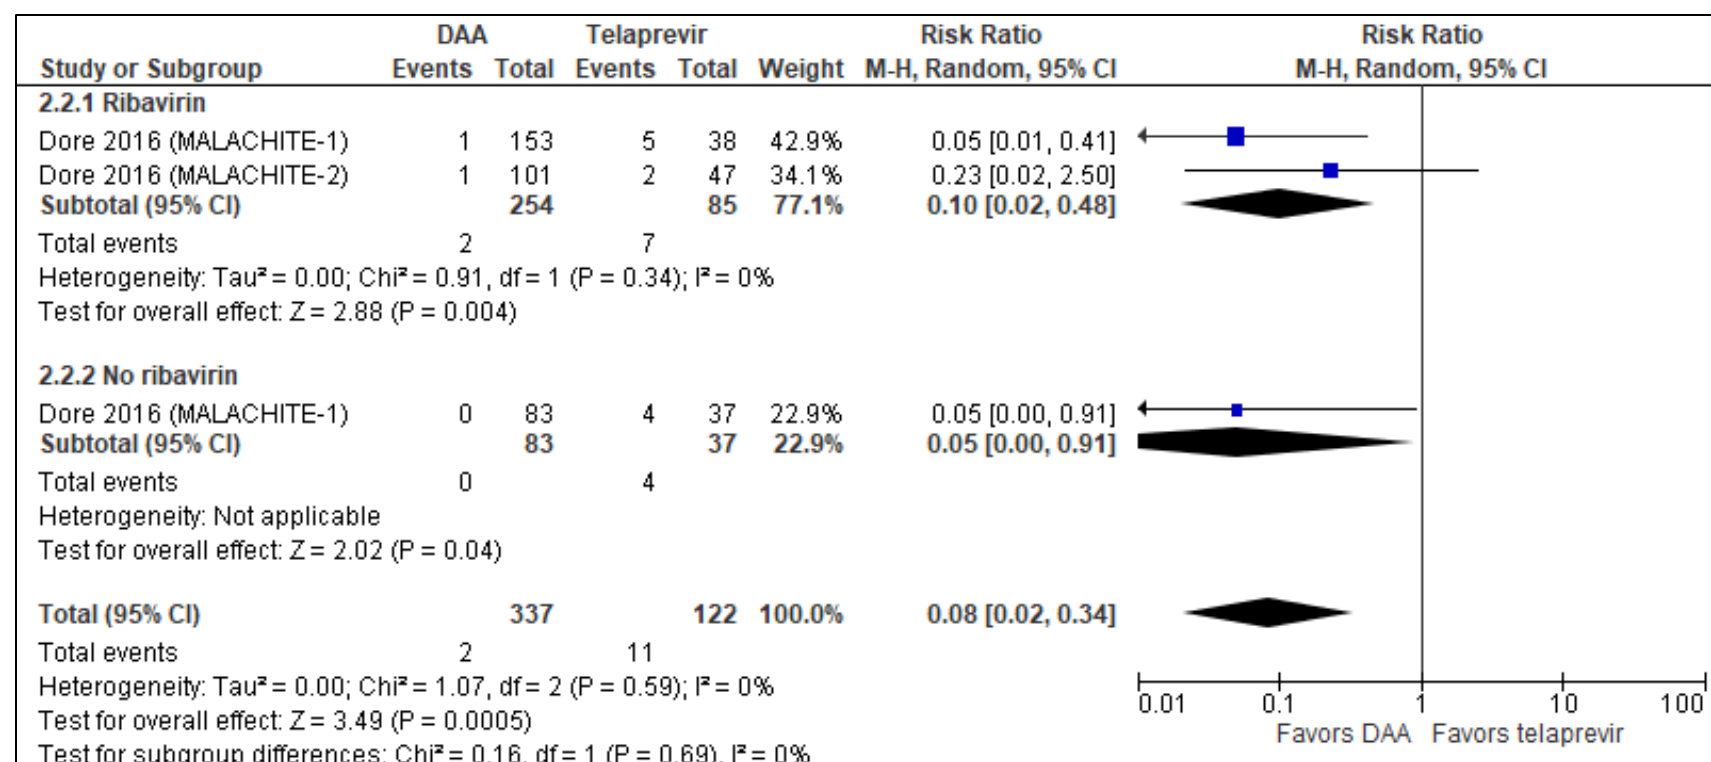 DAA Telaprevir Risk Ratio Risk Ratio
Study or Subgroup Events Total Events Total Weight M-H, Random, 95% CI M-H, Random, 95% CI
2.2.1 Ribavirin
Dore 2016 (MALACHITE-1) 1 153 5 38 42.9% 0.05 [0.01, 0.41]
Dore 2016 (MALACHITE-2) 1 101 2 47 34.1% 0.23 [0.02, 2.50]
Subtotal (95% CI) 254 85 77.1% 0.10 [0.02, 0.48]
Total events 2 7
Heterogeneity: Tau² = 0.00; Chi² = 0.91, df = 1 (P = 0.34); I² = 0%
Test for overall effect: Z = 2.88 (P = 0.004)
2.2.2 No ribavirin
Dore 2016 (MALACHITE-1) 0 83 4 37 22.9% 0.05 [0.00, 0.91]
Subtotal (95% CI) 83 37 22.9% 0.05 [0.00, 0.91]
Total events 0 4
Heterogeneity: Not applicable
Test for overall effect: Z = 2.02 (P = 0.04)
Total (95% CI) 337 122 100.0% 0.08 [0.02, 0.34]
Total events 2 11
Heterogeneity: Tau² = 0.00; Chi² = 1.07, df = 2 (P = 0.59); I² = 0%
Test for overall effect: Z = 3.49 (P = 0.0005)
Test for subgroup differences: Chi² = 0.16, df = 1 (P = 0.69), I² = 0%
0.01 0.1 1 10 100
Favors DAA Favors telaprevir